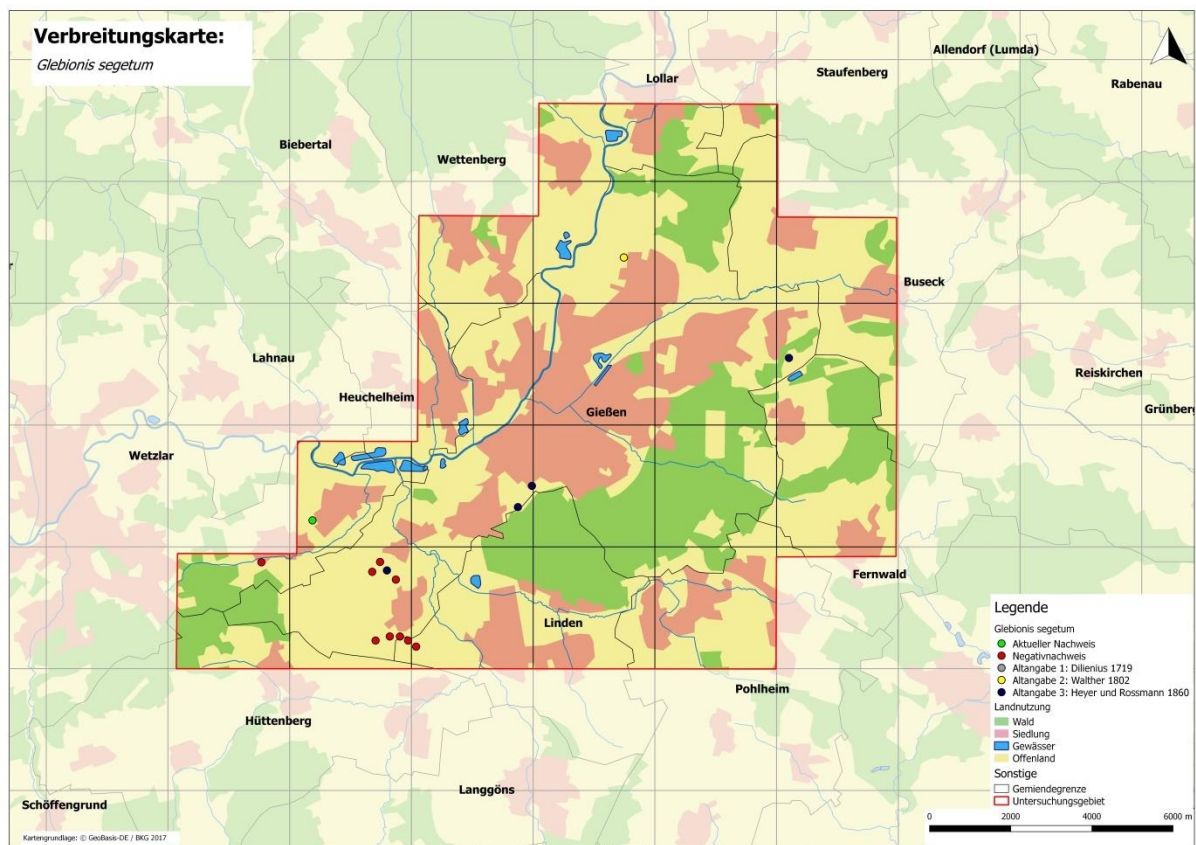 Verbreitungskarte:
Glebionis segetum
Allendorf (Lumda)
Lollar
Staufenberg
Rabenau
Biebertal
Wettenberg
Buseck
Lahnau
Reiskirchen
Heuchelheim
Gießen
Grünberg
Wetzlar
Fernwald
Linden
Pohlheim
Hüttenberg
Langgöns
Schöffengrund
Legende
Glebionis segetum
Aktueller Nachweis
Negativnachweis
Altangabe 1: Dilienius 1719
Altangabe 2: Walther 1802
Altangabe 3: Heyer und Rossmann 1860
Landnutzung
Wald
Siedlung
Gewässer
Offenland
Sonstige
Gemiendegrenze
Untersuchungsgebiet
0 2000 4000 6000 m
Kartengrundlage: © GeoBasis-DE / BKG 2017